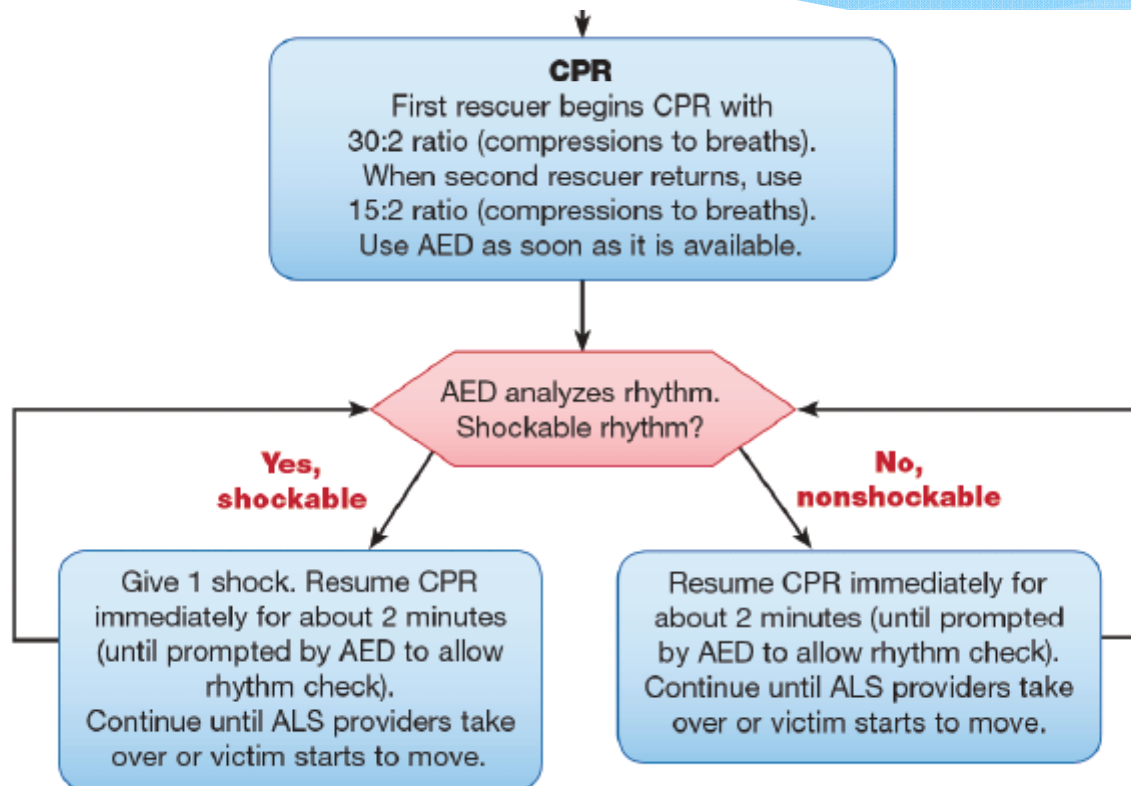 CPR
First rescuer begins CPR with
30:2 ratio (compressions to breaths).
When second rescuer returns, use
15:2 ratio (compressions to breaths).
Use AED as soon as it is available.
AED analyzes rhythm.
Shockable rhythm?
Yes,
shockable
No,
nonshockable
Give 1 shock. Resume CPR
immediately for about 2 minutes
(until prompted by AED to allow
rhythm check).
Continue until ALS providers take
over or victim starts to move.
Resume CPR immediately for
about 2 minutes (until prompted
by AED to allow rhythm check).
Continue until ALS providers take
over or victim starts to move.